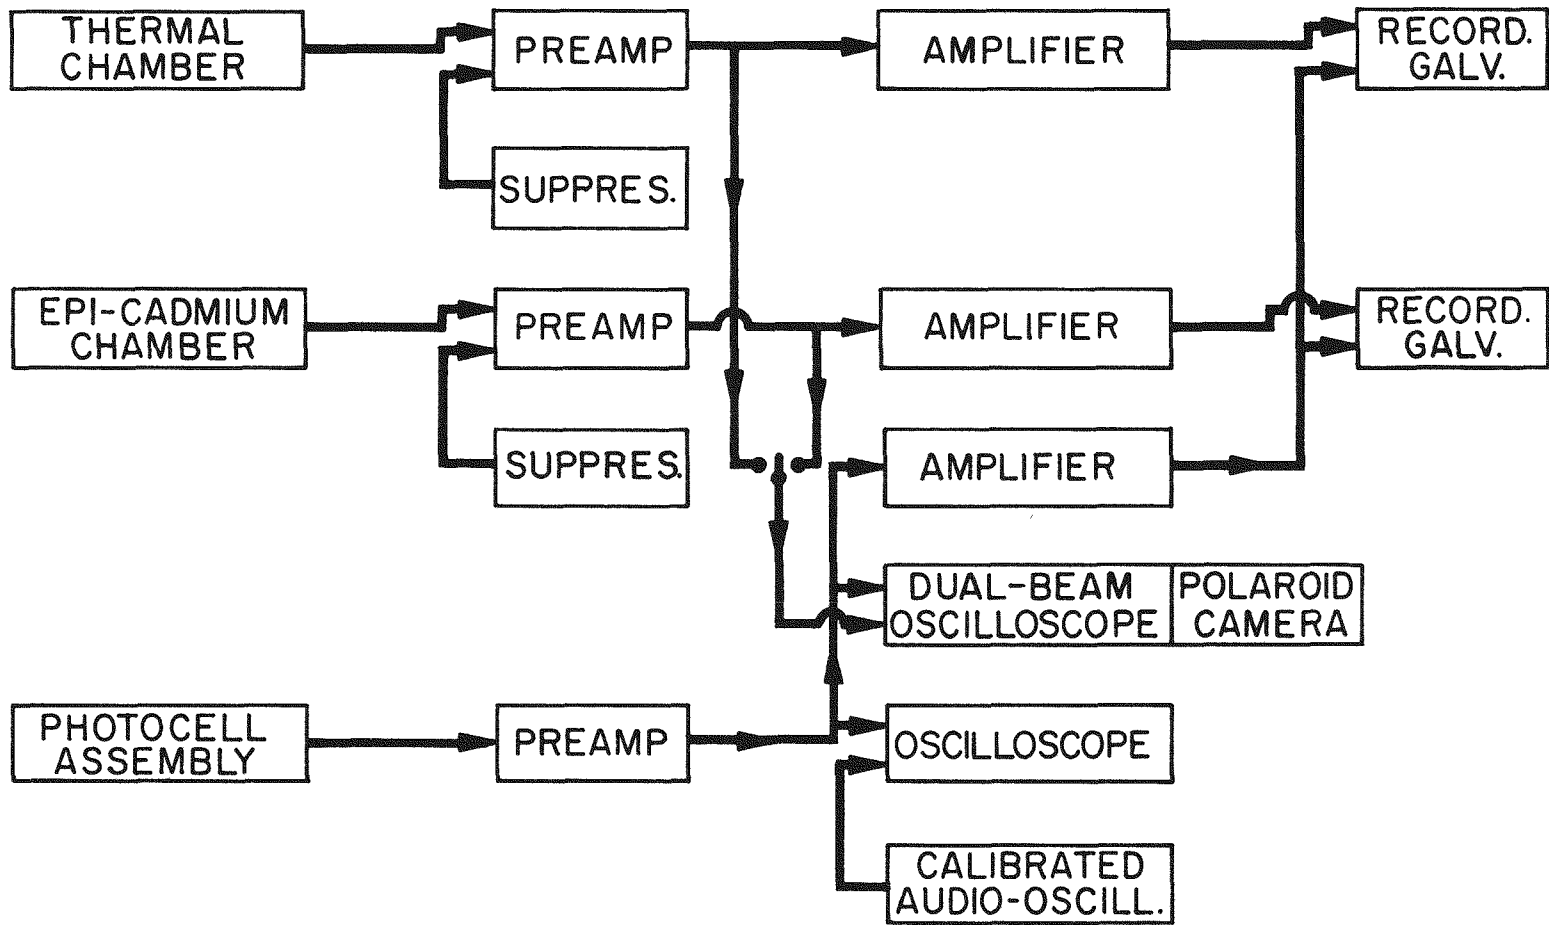 THERMAL
CHAMBER
PREAMP
AMPLIFIER
RECORD.
GALV.
SUPPRES.
EPI-CADMIUM
CHAMBER
PREAMP
AMPLIFIER
RECORD.
GALV.
SUPPRES.
AMPLIFIER
DUAL-BEAM
OSCILLOSCOPE
POLAROID
CAMERA
PHOTOCELL
ASSEMBLY
PREAMP
OSCILLOSCOPE
CALIBRATED
AUDIO-OSCILL.